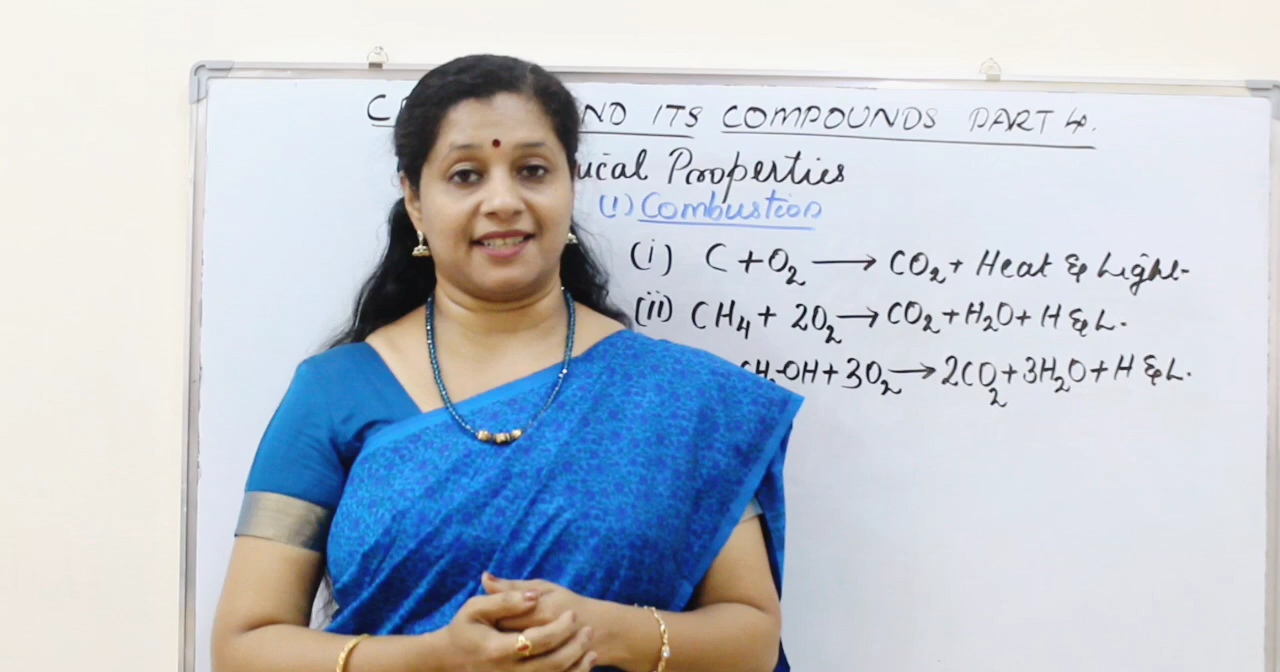 C ND ITS COMPOUNDS PART 4.
ical Properties
(1) Combustion
(i) C + O₂ ⟶ CO₂ + Heat & Light-
(ii) CH₄ + 2O₂ ⟶ CO₂ + H₂O + H & L.
CH₂OH + 3O₂ ⟶ 2CO₂ + 3H₂O + H & L.